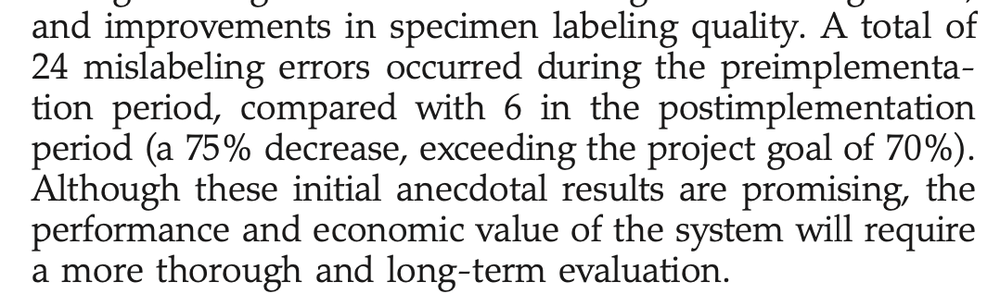 and improvements in specimen labeling quality. A total of
24 mislabeling errors occurred during the preimplementa-
tion period, compared with 6 in the postimplementation
period (a 75% decrease, exceeding the project goal of 70%).
Although these initial anecdotal results are promising, the
performance and economic value of the system will require
a more thorough and long-term evaluation.